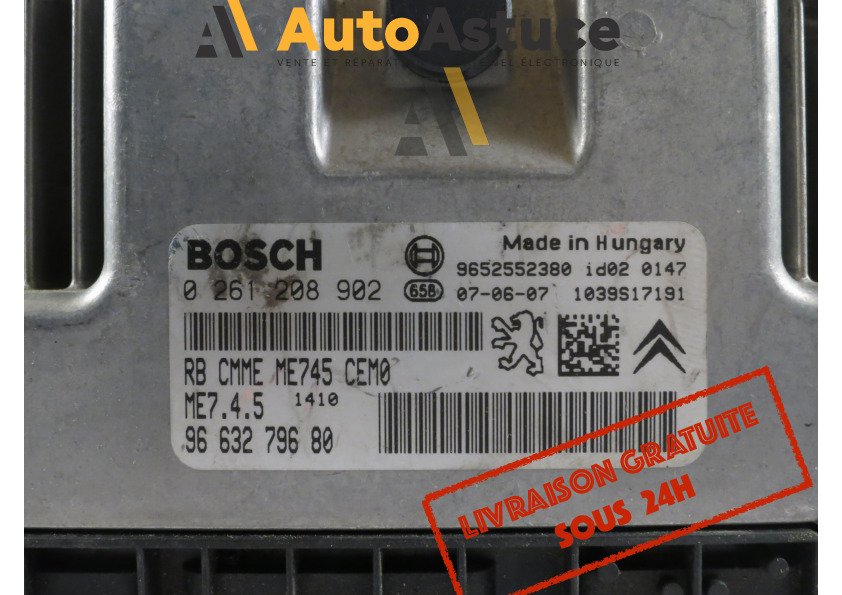 AutoAstuce
BOSCH
Made in Hungary
9652552380 id02 0147
0 261 208 902
65B
07-06-07 1039S17191
RB CMME ME745 CEM0
ME7.4.5 1410
96 632 796 80
LIVRAISON GRATUITE
SOUS 24H